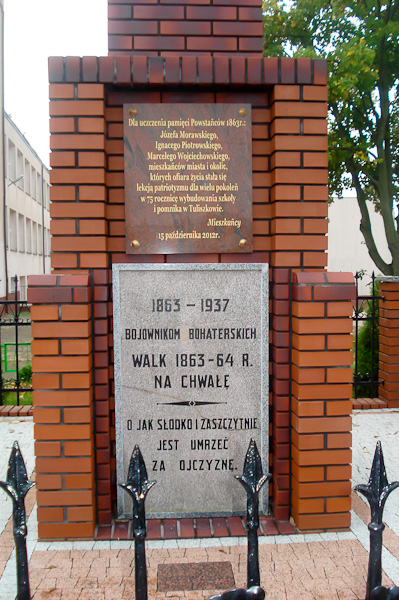 Dla uczczenia pamięci Powstańców 1863r.:
Józefa Morawskiego,
Ignacego Piotrowskiego,
Marcelego Wojciechowskiego,
mieszkańców miasta i okolic,
których ofiara życia stała się
lekcją patriotyzmu dla wielu pokoleń
w 75 rocznicę wybudowania szkoły
i pomnika w Tuliszkowie.
Mieszkańcy
15 października 2012r.
1863 - 1937
BOJOWNIKOM BOHATERSKICH
WALK 1863-64 R.
NA CHWAŁĘ
O JAK SŁODKO I ZASZCZYTNIE
JEST UMRZEĆ
ZA OJCZYZNĘ.